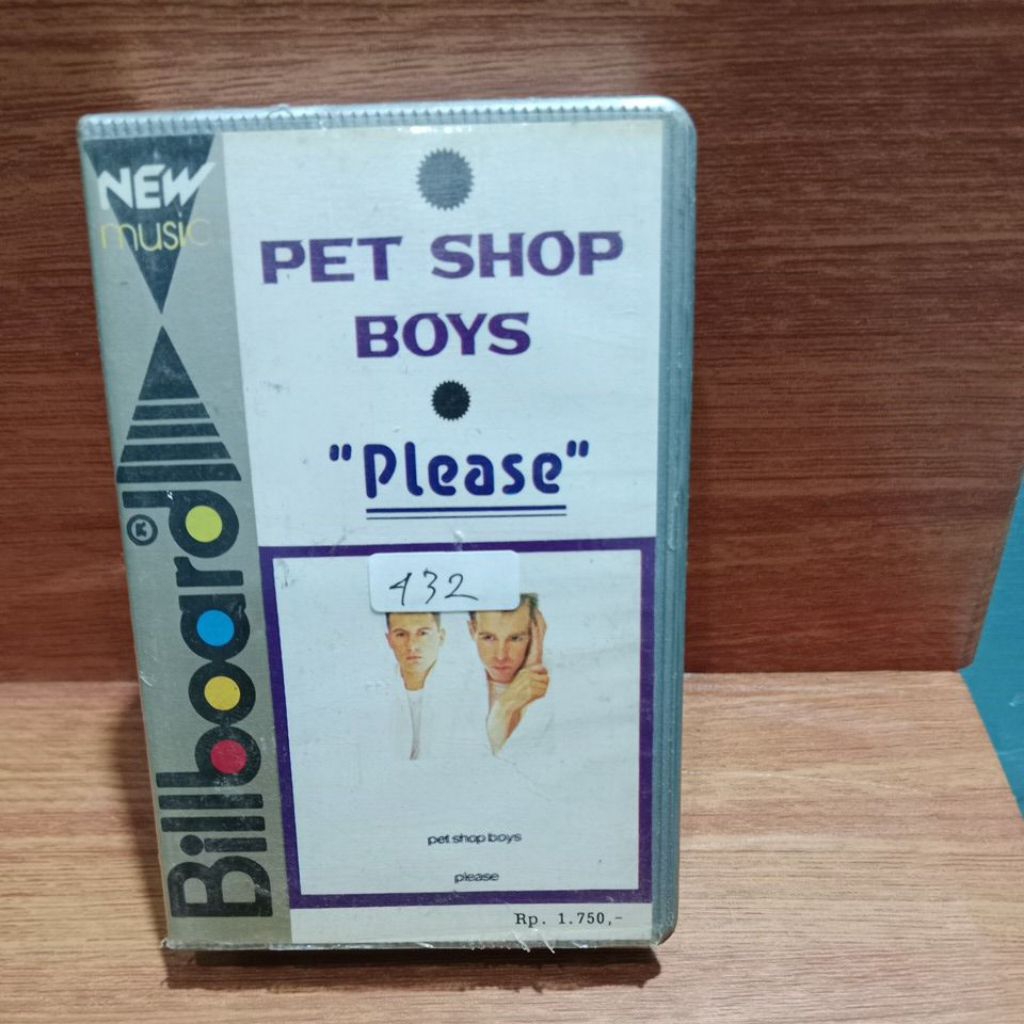 NEW
music
Billboard®
PET SHOP
BOYS
"Please"
432
pet shop boys
please
Rp. 1.750,-